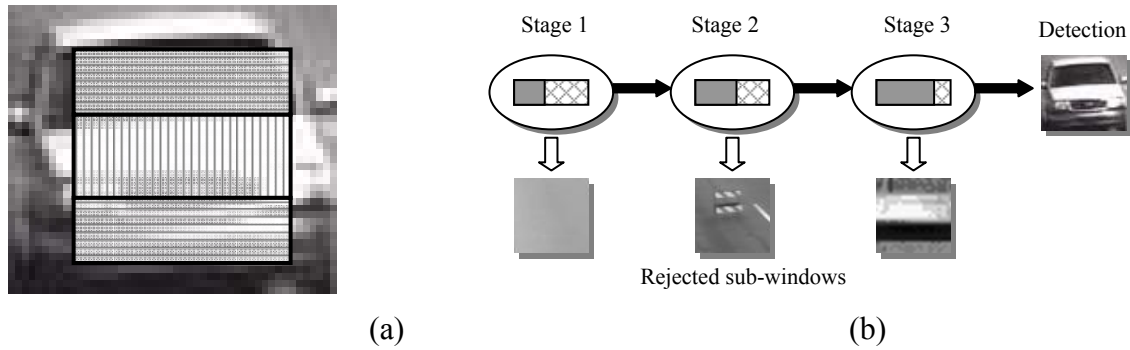 Stage 1
Stage 2
Stage 3
Detection
Rejected sub-windows
(a)
(b)